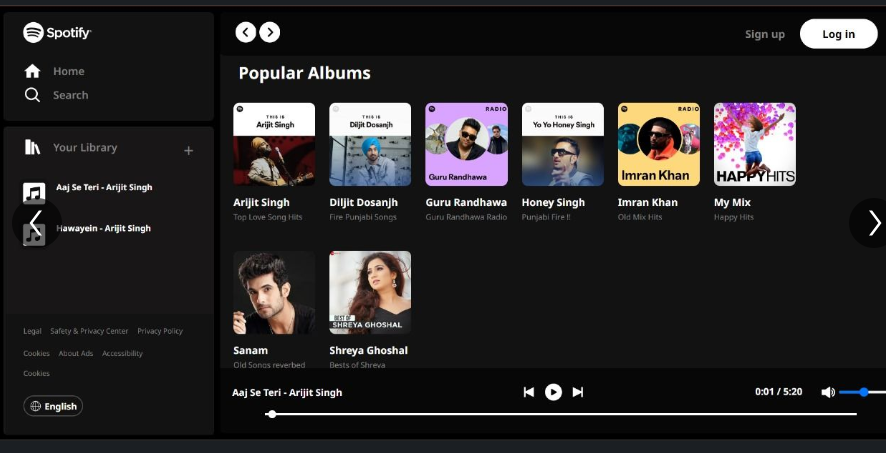 Spotify
Home
Search
Your Library
Aaj Se Teri - Arijit Singh
Hawayein - Arijit Singh
Legal Safety & Privacy Center Privacy Policy
Cookies About Ads Accessibility
Cookies
English
Sign up
Log in
Popular Albums
THIS IS
Arijit Singh
Arijit Singh
Top Love Song Hits
THIS IS
Diljit Dosanjh
Diljit Dosanjh
Fire Punjabi Songs
RADIO
Guru Randhawa
Guru Randhawa
Guru Randhawa Radio
THIS IS
Yo Yo Honey Singh
Honey Singh
Punjabi Fire !!
RADIO
Imran Khan
Imran Khan
Old Mix Hits
HAPPY HITS
My Mix
Happy Hits
Sanam
Old Songs reverbed
BEST OF
SHREYA GHOSHAL
Shreya Ghoshal
Bests of Shreya
Aaj Se Teri - Arijit Singh
0:01 / 5:20